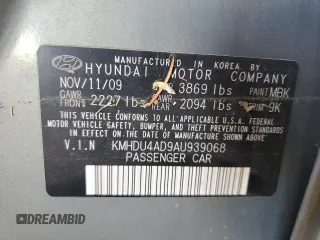 MANUFACTURED IN KOREA BY
HYUNDAI MOTOR COMPANY
NOV/11/09 3869 lbs PAINT MBK
GAWR FRONT 2227 lbs GAWR REAR 2094 lbs TRIM 9K
THIS VEHICLE CONFORMS TO ALL APPLICABLE U.S. FEDERAL MOTOR VEHICLE
SAFETY, BUMPER, AND THEFT PREVENTION STANDARDS IN
EFFECT ON THE DATE OF MANUFACTURE SHOWN ABOVE.
V.I.N KMHDU4AD9AU939068
PASSENGER CAR
DREAMBID